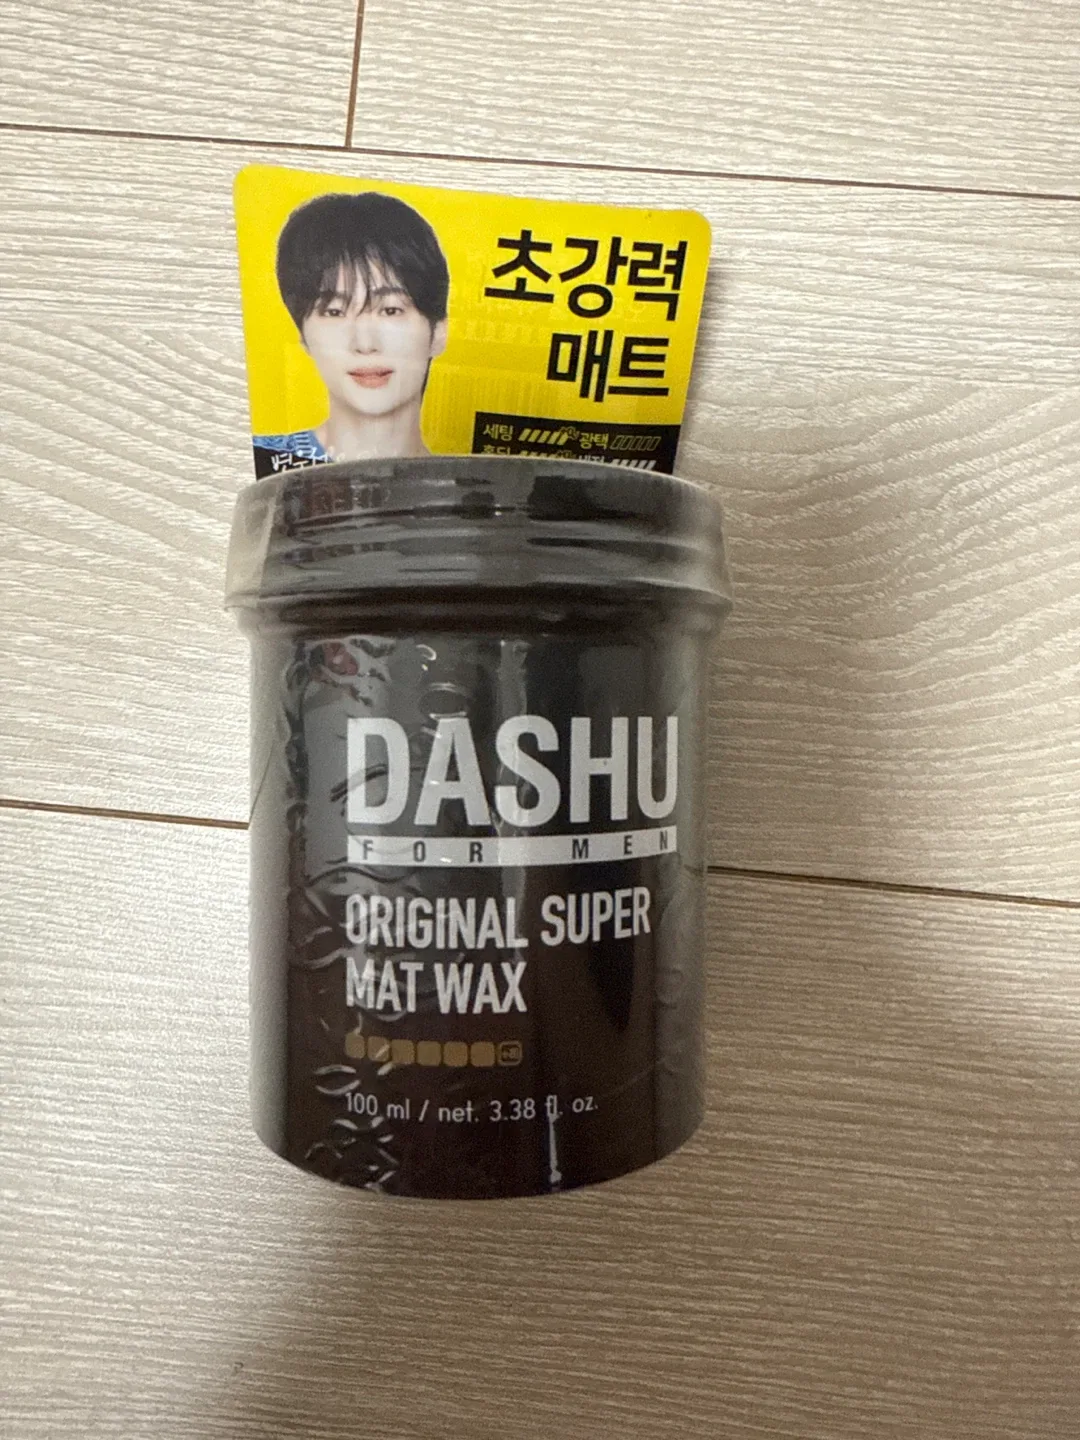 초강력
매트
세팅 광택
DASHU
FOR MEN
ORIGINAL SUPER
MAT WAX
+8
100 ml / net. 3.38 fl. oz.